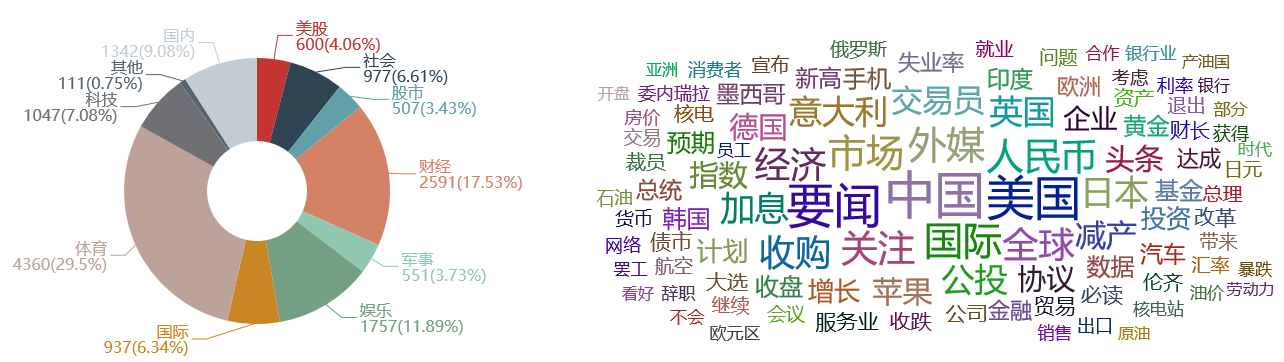 国内
1342(9.08%)
其他
111(0.75%)
科技
1047(7.08%)
体育
4360(29.5%)
国际
937(6.34%)
美股
600(4.06%)
社会
977(6.61%)
股市
507(3.43%)
财经
2591(17.53%)
军事
551(3.73%)
娱乐
1757(11.89%)
俄罗斯
失业率
就业
问题
合作
银行业
产油国
亚洲
消费者
宣布
新高
手机
印度
欧洲
考虑
利率
银行
开盘
委内瑞拉
墨西哥
意大利
交易员
英国
企业
资产
退出
部分
房价
核电
德国
黄金
财长
获得
交易
预期
员工
经济
市场
外媒
人民币
头条
达成
时代
裁员
指数
日元
石油
总统
加息
要闻
中国
美国
日本
基金
总理
货币
韩国
投资
改革
网络
债市
计划
收购
关注
国际
全球
减产
汽车
带来
罢工
航空
数据
汇率
暴跌
看好
辞职
大选
收盘
增长
苹果
公投
协议
必读
伦齐
油价
劳动力
不会
继续
会议
服务业
收跌
公司
金融
贸易
核电站
欧元区
销售
出口
原油